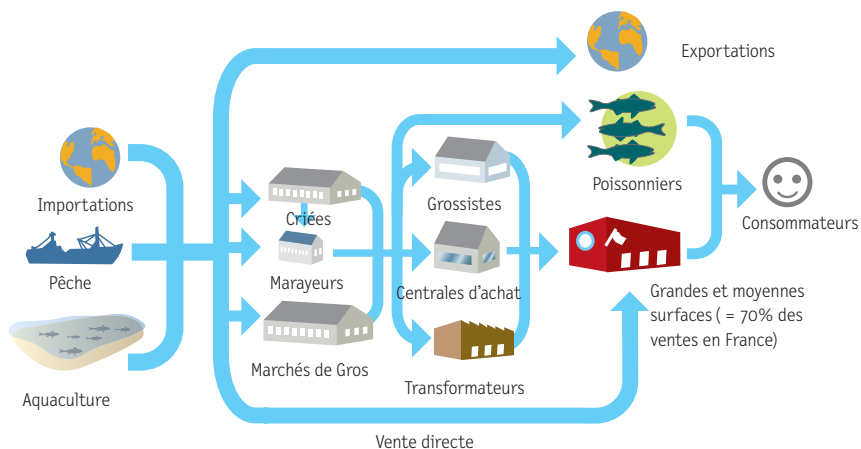 Exportations
Importations
Pêche
Aquaculture
Criées
Marayeurs
Marchés de Gros
Grossistes
Centrales d'achat
Transformateurs
Poissonniers
Grandes et moyennes
surfaces ( = 70% des
ventes en France)
Consommateurs
Vente directe